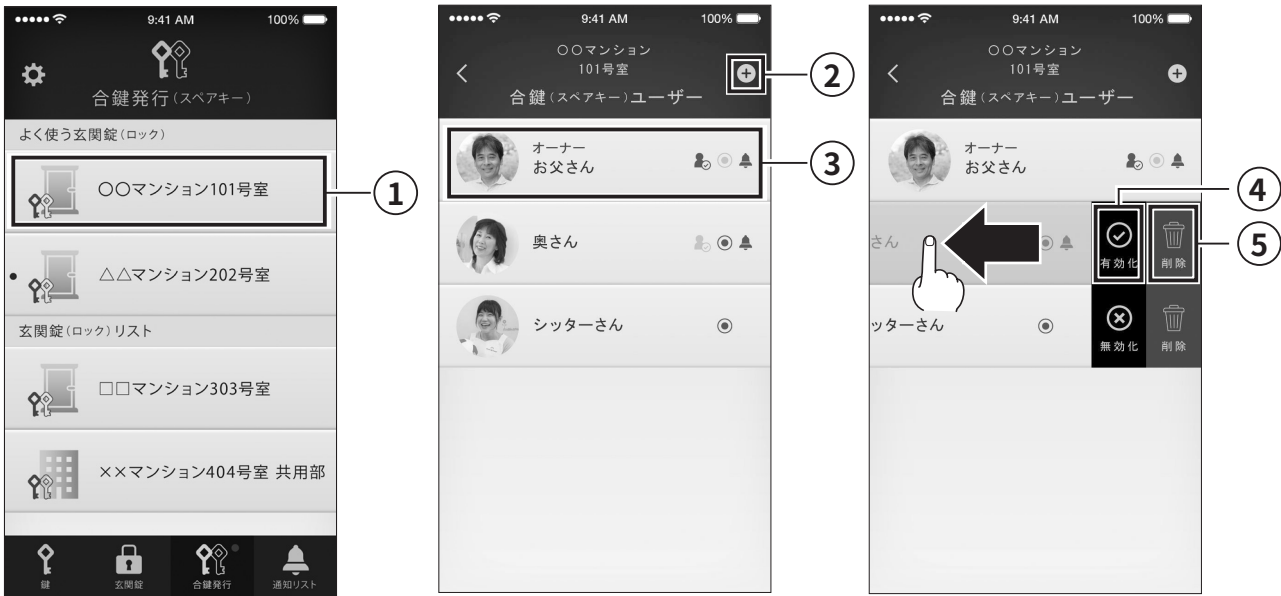 9:41 AM
100%
合鍵発行(スペアキー)
よく使う玄関錠(ロック)
〇〇マンション101号室
①
△△マンション202号室
玄関錠(ロック)リスト
□□マンション303号室
××マンション404号室 共用部
鍵
玄関錠
合鍵発行
通知リスト
9:41 AM
100%
〇〇マンション
101号室
②
合鍵(スペアキー)ユーザー
オーナー
お父さん
③
奥さん
シッターさん
9:41 AM
100%
〇〇マンション
101号室
合鍵(スペアキー)ユーザー
オーナー
お父さん
④
さん
有効化
削除
⑤
ッターさん
無効化
削除